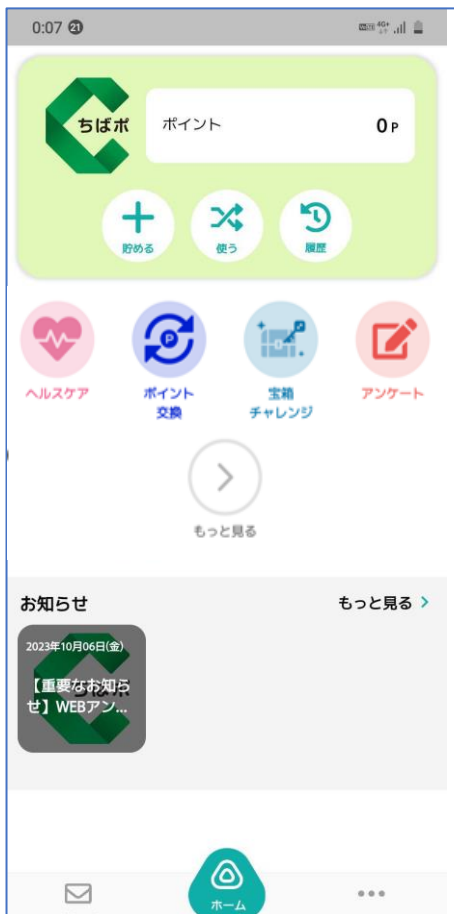 0:07 21
4G+
ちばポ
ポイント 0 P
貯める 使う 履歴
ヘルスケア
ポイント
交換
宝箱
チャレンジ
アンケート
もっと見る
お知らせ もっと見る >
2023年10月06日(金)
【重要なお知ら
せ】WEBアン...
ホーム